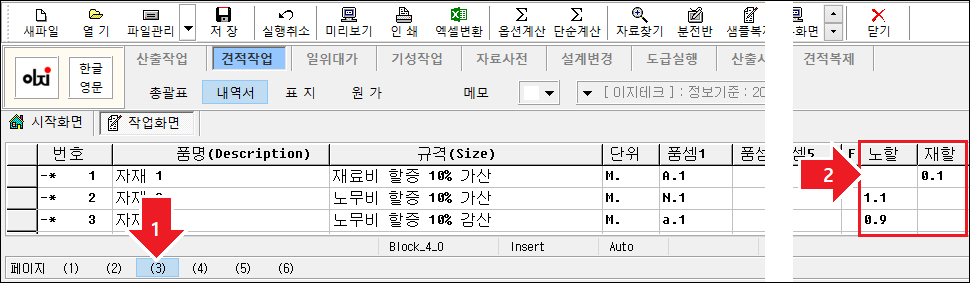 새파일 열 기 파일관리 저 장 실행취소 미리보기 인 쇄 엑셀변환 옵션계산 단순계산 자료찾기 분전반 샘플복 화면 닫기
이지 한글 영문
산출작업 견적작업 일위대가 기성작업 자료사전 설계변경 도급실행 산출 견적복제
총괄표 내역서 표 지 원 가 메모 [ 이지테크 ] : 정보기준 : 20
시작화면 작업화면
번호 품명(Description) 규격(Size) 단위 품셈1 품 셈5 노할 재할
-* 1 자재 1 재료비 할증 10% 가산 M. A.1 0.1
-* 2 자재 노무비 할증 10% 가산 M. N.1 1.1
-* 3 자재 노무비 할증 10% 감산 M. a.1 0.9
1
2
Block_4_0 Insert Auto
페이지 (1) (2) (3) (4) (5) (6)